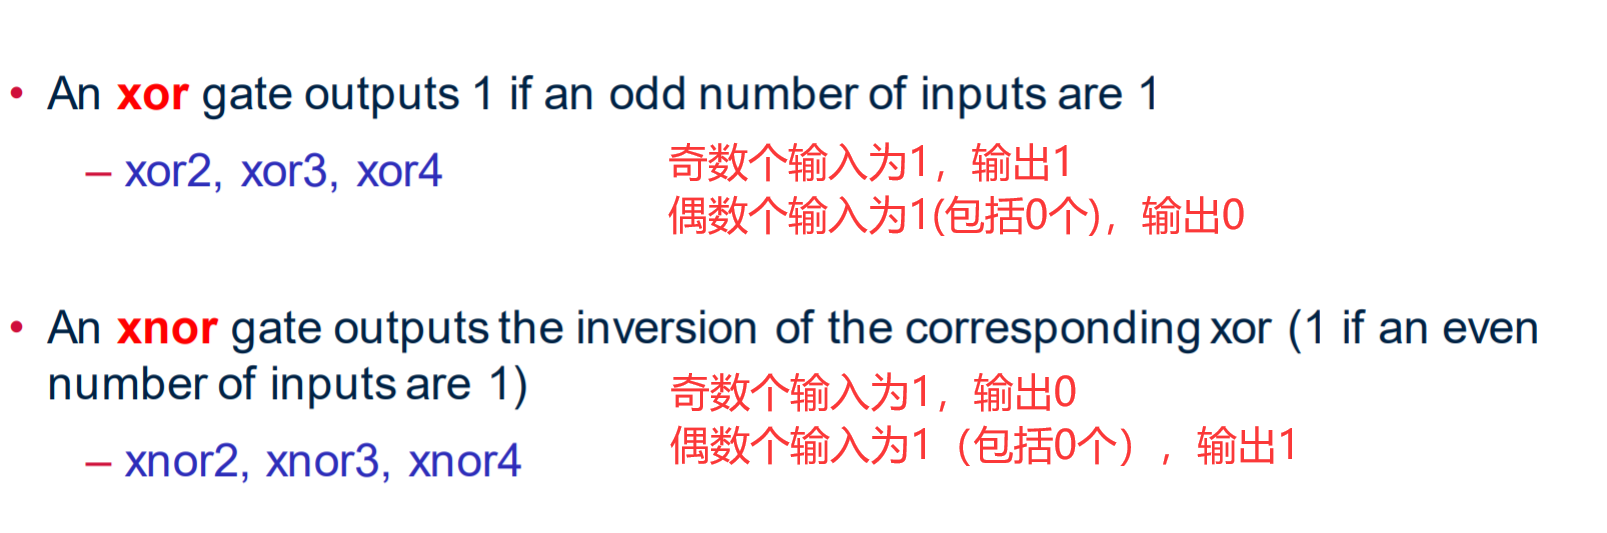 • An xor gate outputs 1 if an odd number of inputs are 1
– xor2, xor3, xor4
奇数个输入为1，输出1
偶数个输入为1(包括0个)，输出0
• An xnor gate outputs the inversion of the corresponding xor (1 if an even
number of inputs are 1)
奇数个输入为1，输出0
偶数个输入为1（包括0个），输出1
– xnor2, xnor3, xnor4